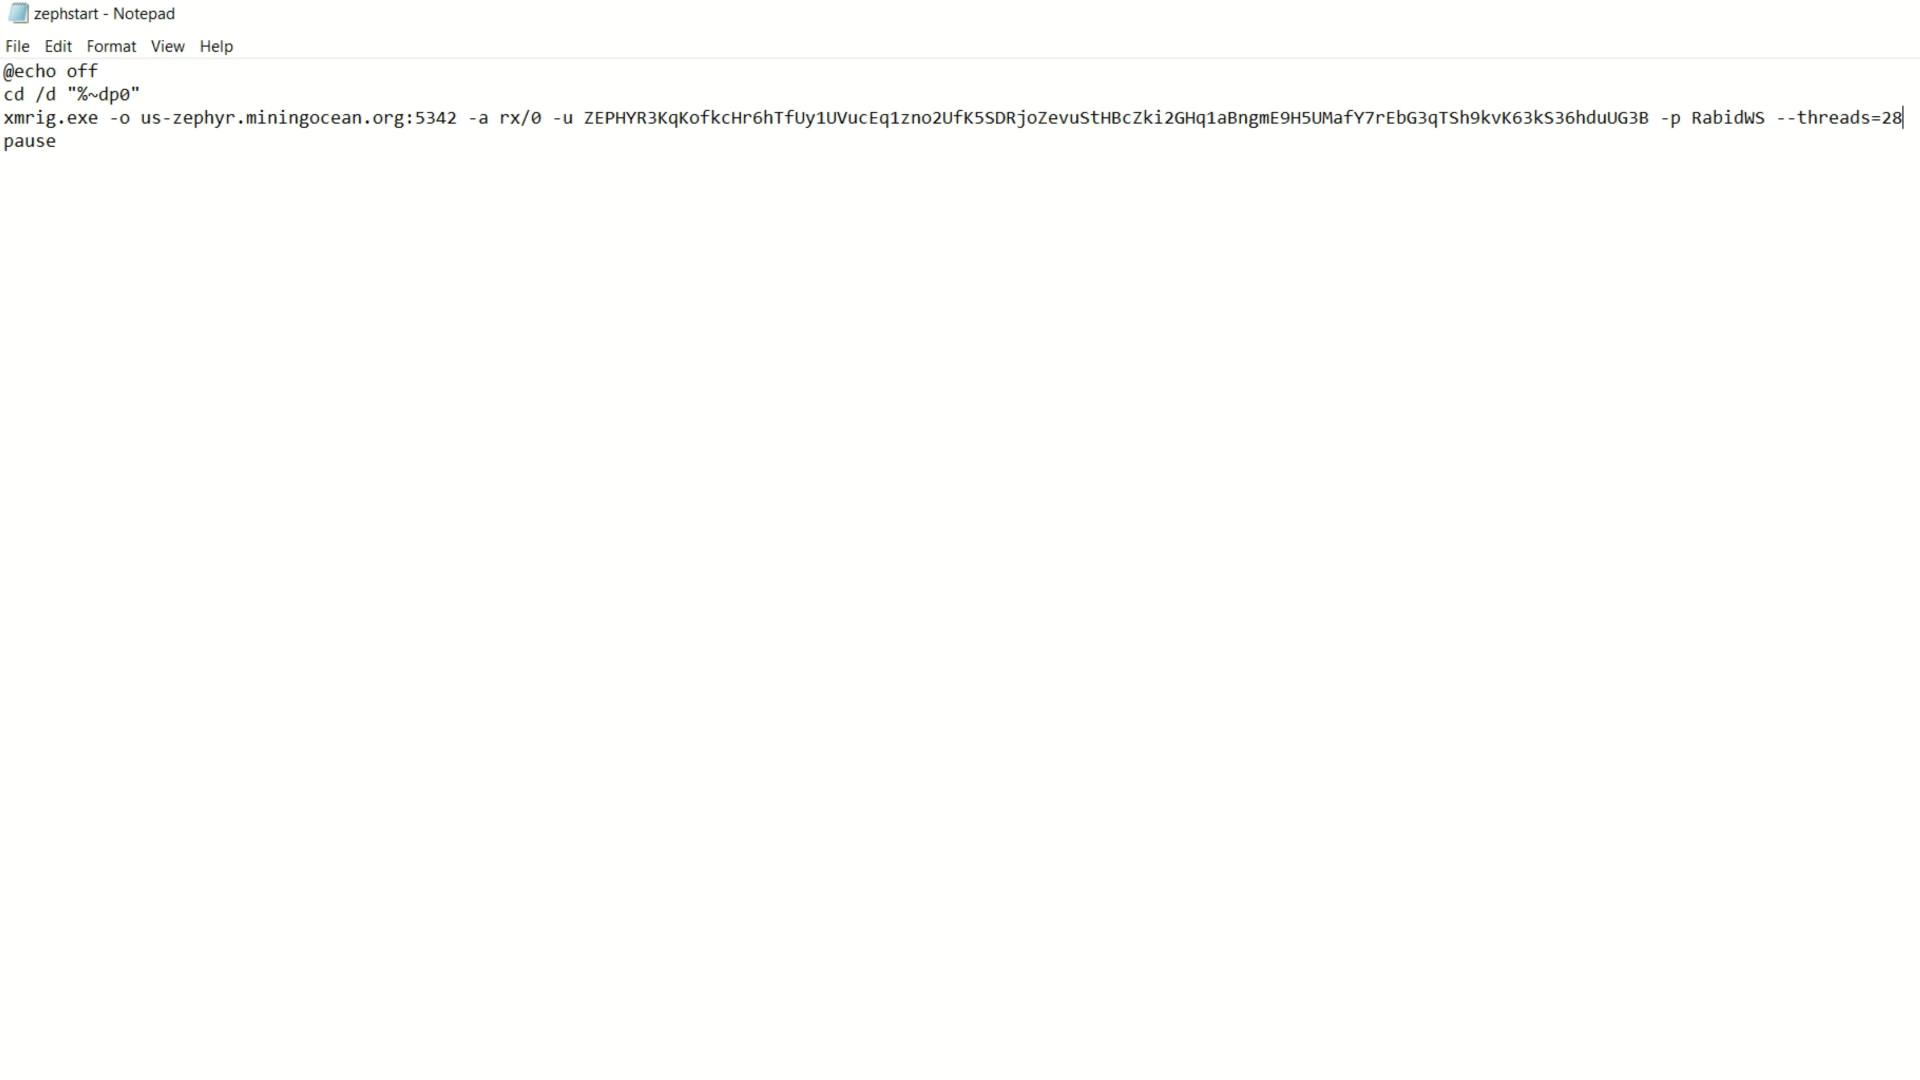 zephstart - Notepad
File Edit Format View Help
@echo off
cd /d "%~dp0"
xmrig.exe -o us-zephyr.miningocean.org:5342 -a rx/0 -u ZEPHYR3KqKofkcHr6hTfUy1UVucEq1zno2UfK5SDRjoZevuStHBcZki2GHq1aBngmE9H5UMafY7rEbG3qTSh9kvK63kS36hduUG3B -p RabidWS --threads=28
pause